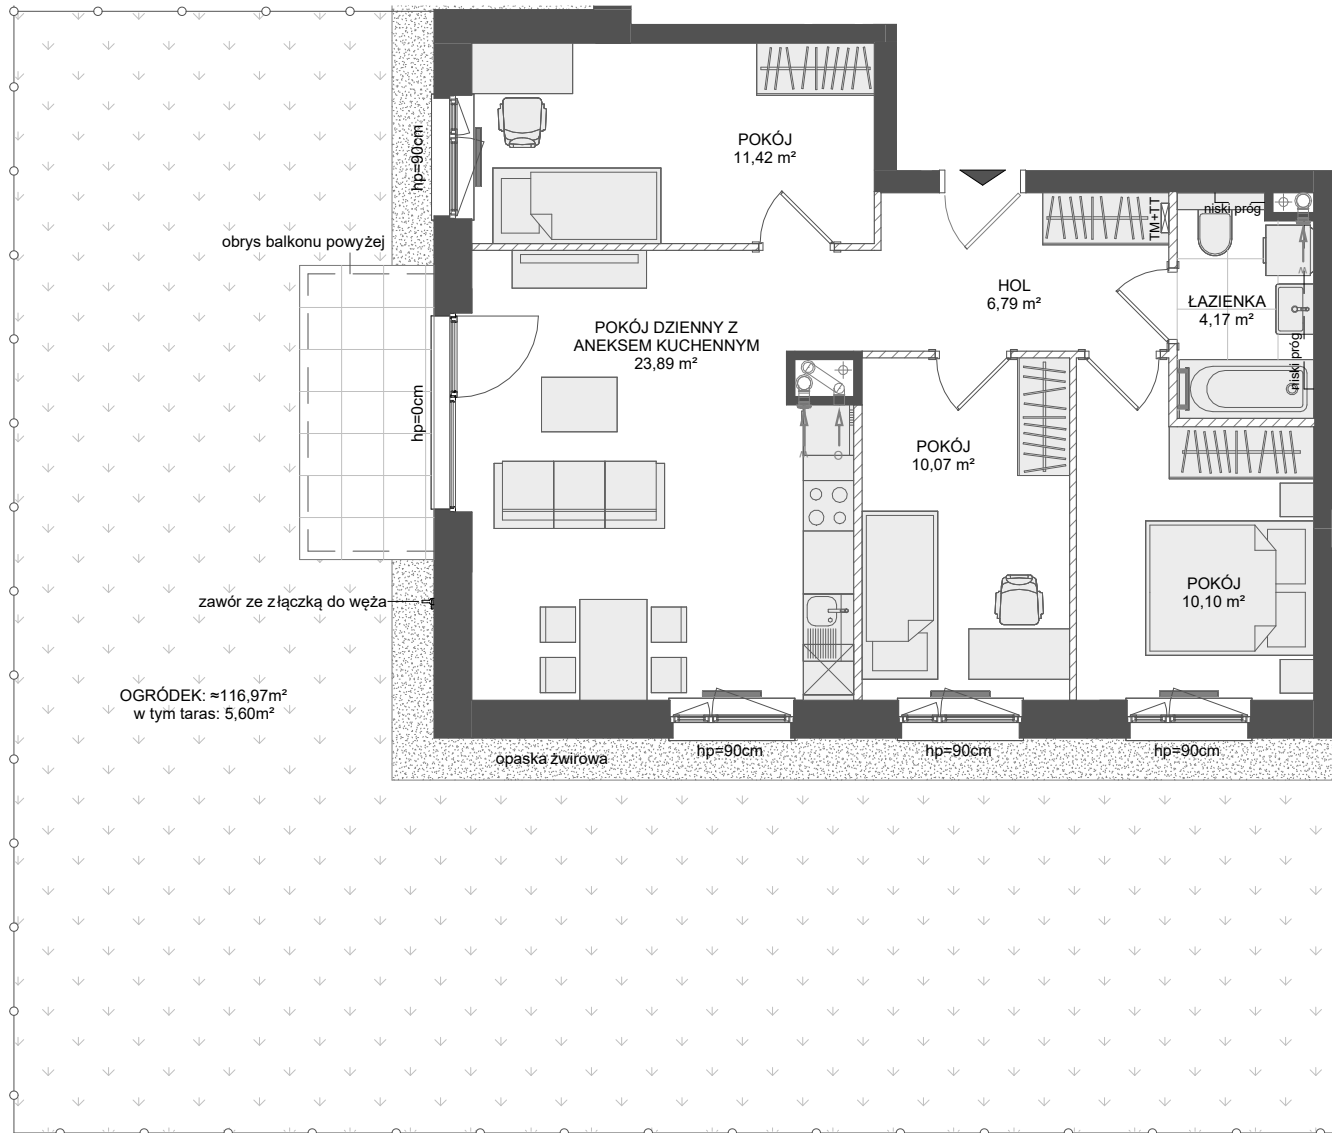 POKÓJ
11,42 m²
hp=90cm
obrys balkonu powyżej
niski próg
TM+TT
HOL
6,79 m²
ŁAZIENKA
4,17 m²
niski próg
POKÓJ DZIENNY Z
ANEKSEM KUCHENNYM
23,89 m²
hp=0cm
POKÓJ
10,07 m²
POKÓJ
10,10 m²
zawór ze złączką do węża
OGRÓDEK: ≈116,97m²
w tym taras: 5,60m²
opaska żwirowa
hp=90cm
hp=90cm
hp=90cm